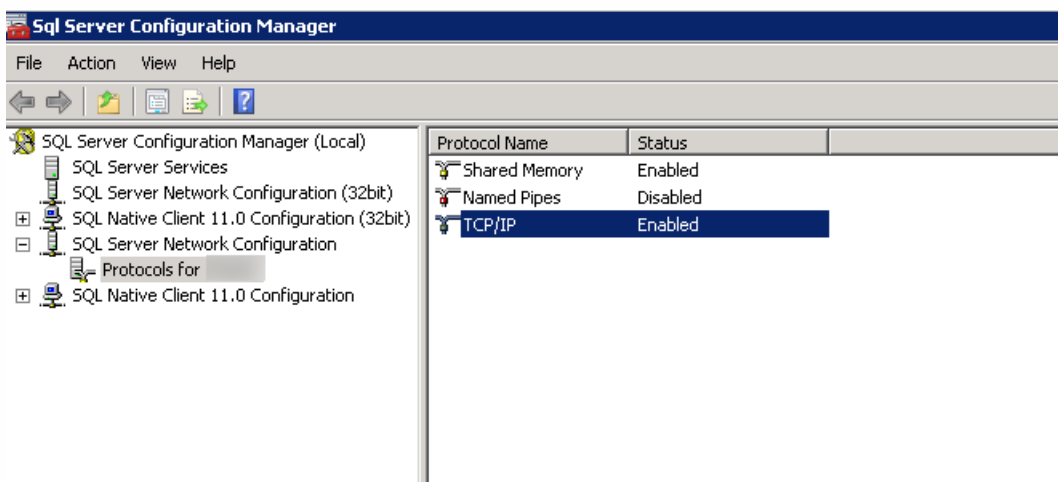 Sql Server Configuration Manager
File Action View Help
SQL Server Configuration Manager (Local)
SQL Server Services
SQL Server Network Configuration (32bit)
SQL Native Client 11.0 Configuration (32bit)
SQL Server Network Configuration
Protocols for
SQL Native Client 11.0 Configuration
Protocol Name Status
Shared Memory Enabled
Named Pipes Disabled
TCP/IP Enabled